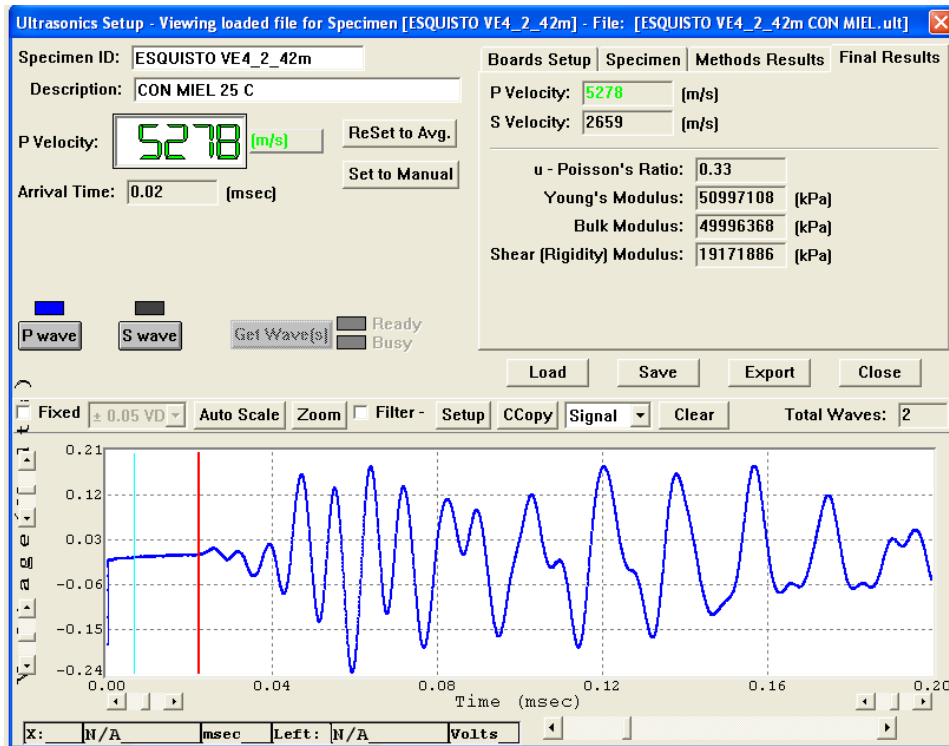 Ultrasonics Setup - Viewing loaded file for Specimen [ESQUISTO VE4_2_42m] - File: [ESQUISTO VE4_2_42m CON MIEL.ult]
Specimen ID: ESQUISTO VE4_2_42m
Description: CON MIEL 25 C
P Velocity: 5278 (m/s)
ReSet to Avg.
Set to Manual
Arrival Time: 0.02 (msec)
P wave
S wave
Get Wave(s)
Ready
Busy
Boards Setup Specimen Methods Results Final Results
P Velocity: 5278 (m/s)
S Velocity: 2659 (m/s)
u - Poisson's Ratio: 0.33
Young's Modulus: 50997108 (kPa)
Bulk Modulus: 49996368 (kPa)
Shear (Rigidity) Modulus: 19171886 (kPa)
Load Save Export Close
Fixed ± 0.05 VD Auto Scale Zoom Filter - Setup CCopy Signal Clear Total Waves: 2
0.21
0.12
0.03
-0.06
-0.15
-0.24
0.00 0.04 0.08 0.12 0.16 0.20
Time (msec)
X: N/A msec Left: N/A Volts